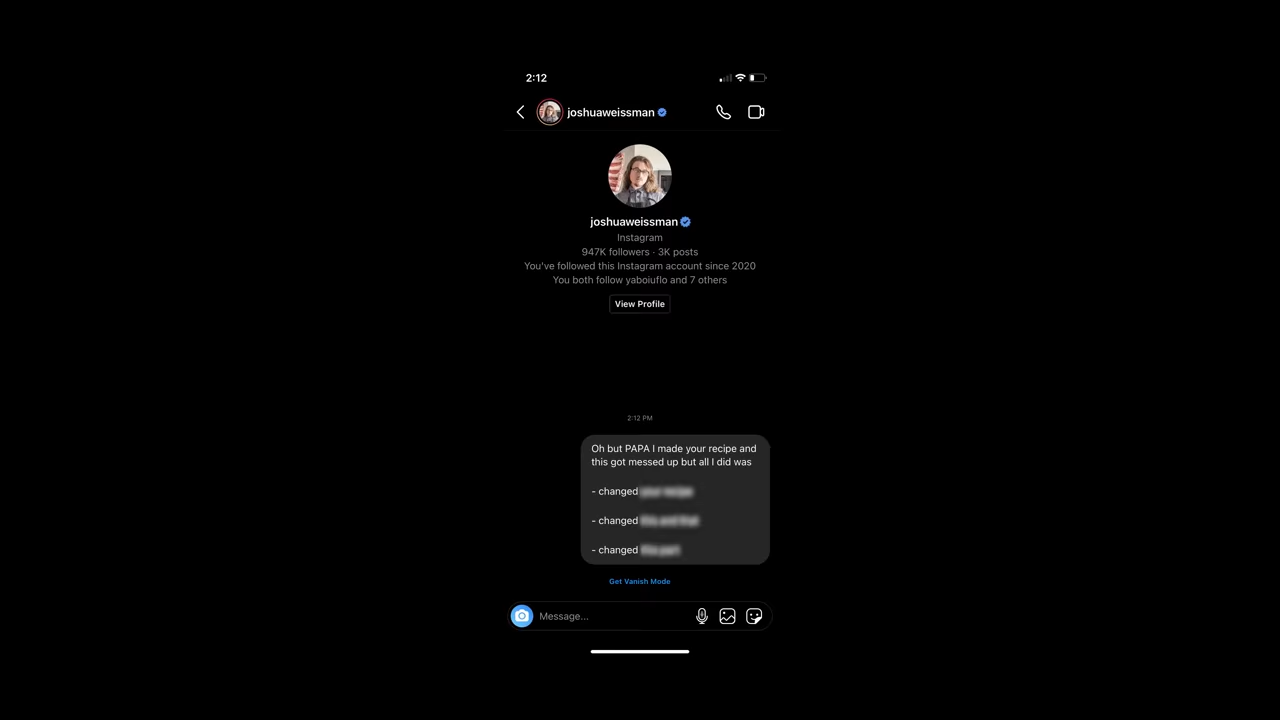 2:12
joshuaweissman
joshuaweissman
Instagram
947K followers · 3K posts
You've followed this Instagram account since 2020
You both follow yaboiuflo and 7 others
View Profile
2:12 PM
Oh but PAPA I made your recipe and
this got messed up but all I did was
- changed
- changed
- changed
Get Vanish Mode
Message...